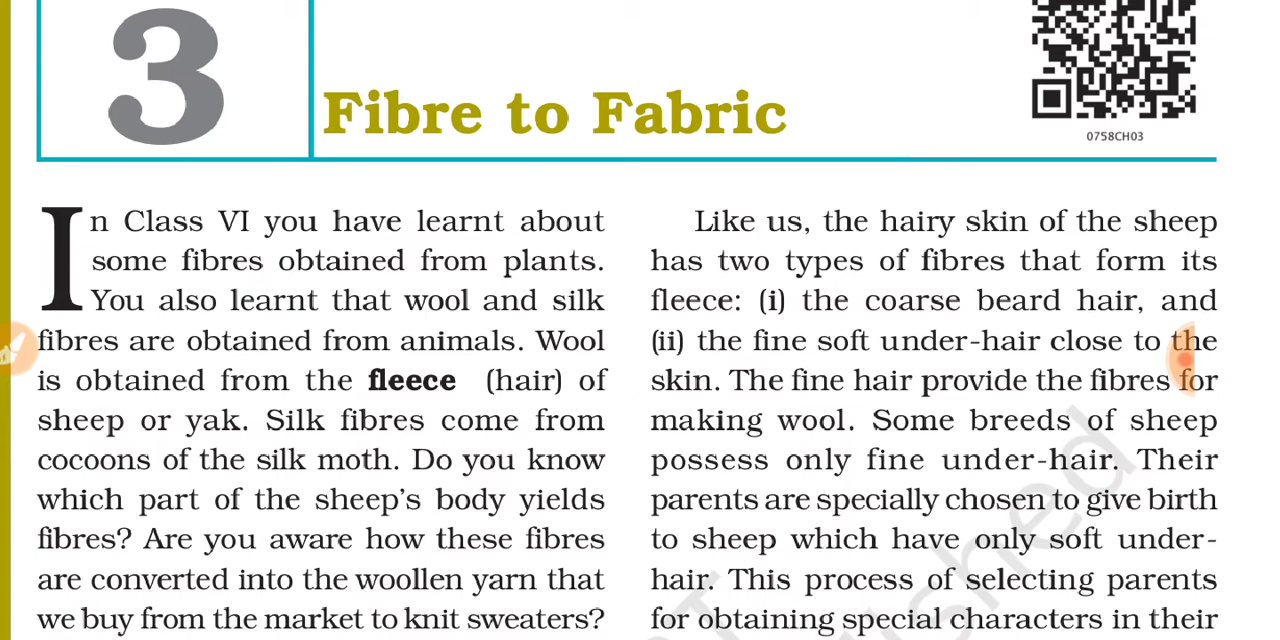 3
Fibre to Fabric
0758CH03
In Class VI you have learnt about
some fibres obtained from plants.
You also learnt that wool and silk
fibres are obtained from animals. Wool
is obtained from the fleece (hair) of
sheep or yak. Silk fibres come from
cocoons of the silk moth. Do you know
which part of the sheep's body yields
fibres? Are you aware how these fibres
are converted into the woollen yarn that
we buy from the market to knit sweaters?
Like us, the hairy skin of the sheep
has two types of fibres that form its
fleece: (i) the coarse beard hair, and
(ii) the fine soft under-hair close to the
skin. The fine hair provide the fibres for
making wool. Some breeds of sheep
possess only fine under-hair. Their
parents are specially chosen to give birth
to sheep which have only soft under-
hair. This process of selecting parents
for obtaining special characters in their